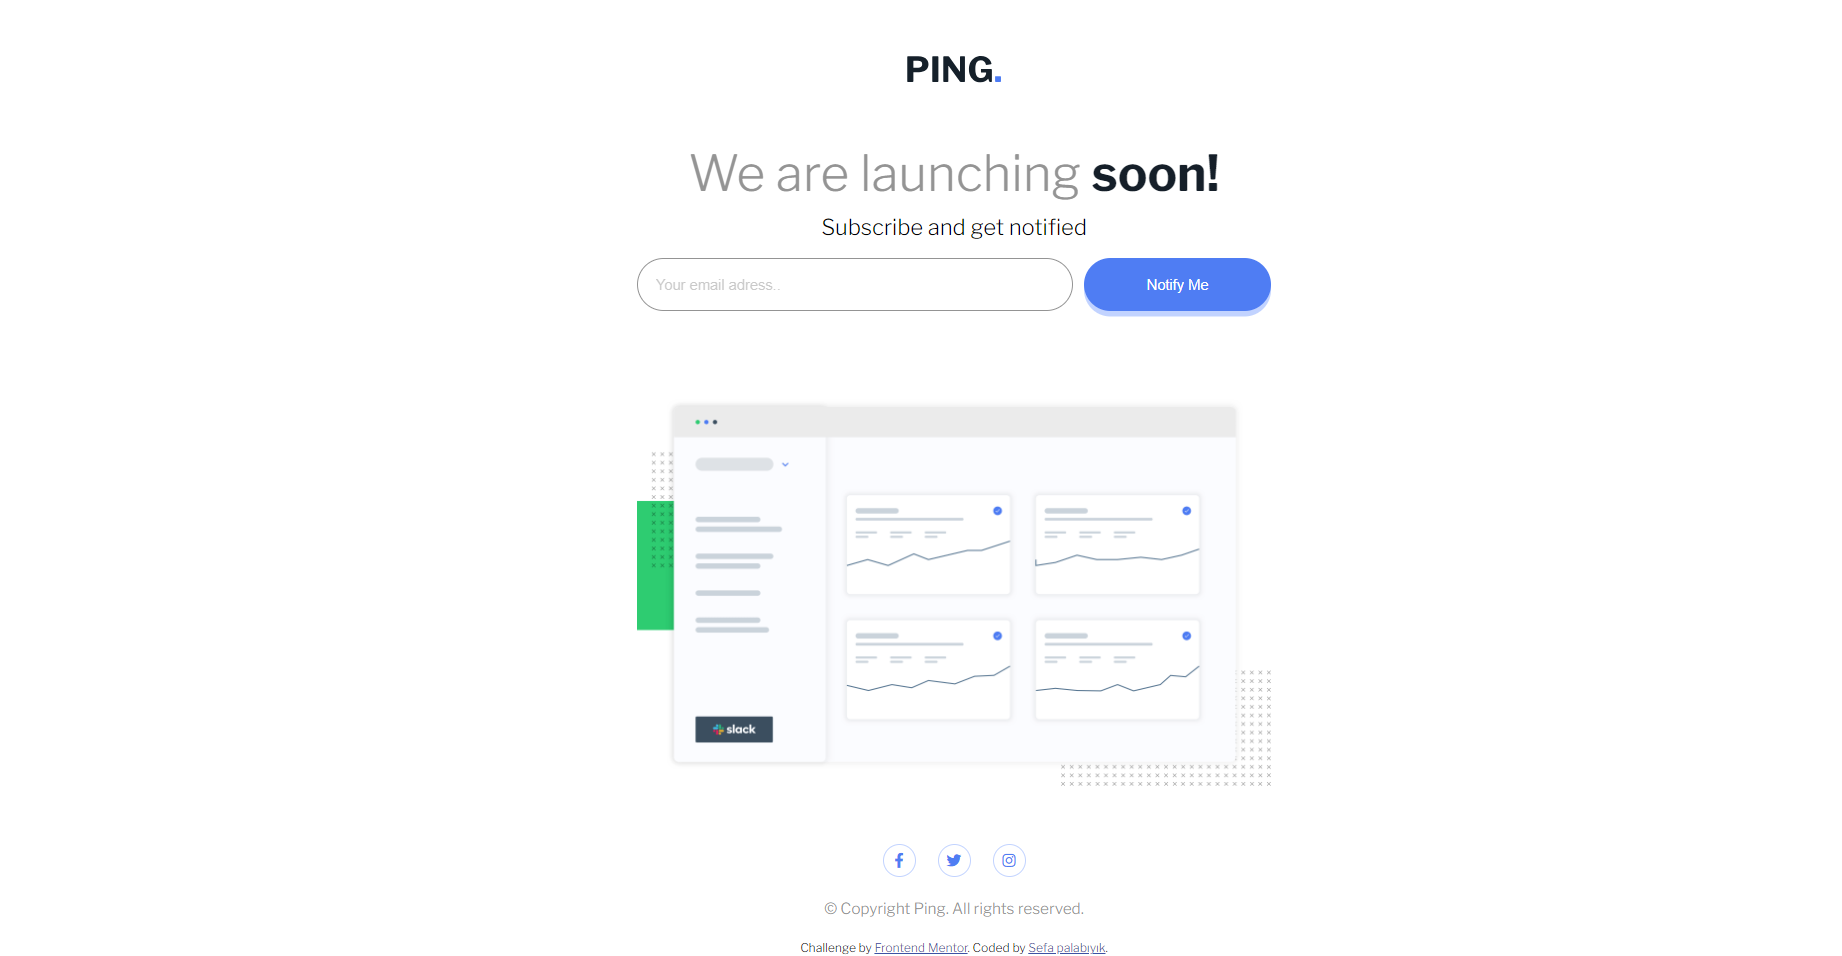 PING.
We are launching soon!
Subscribe and get notified
Your email adress..
Notify Me
slack
© Copyright Ping. All rights reserved.
Challenge by Frontend Mentor. Coded by Sefa palabıyık.